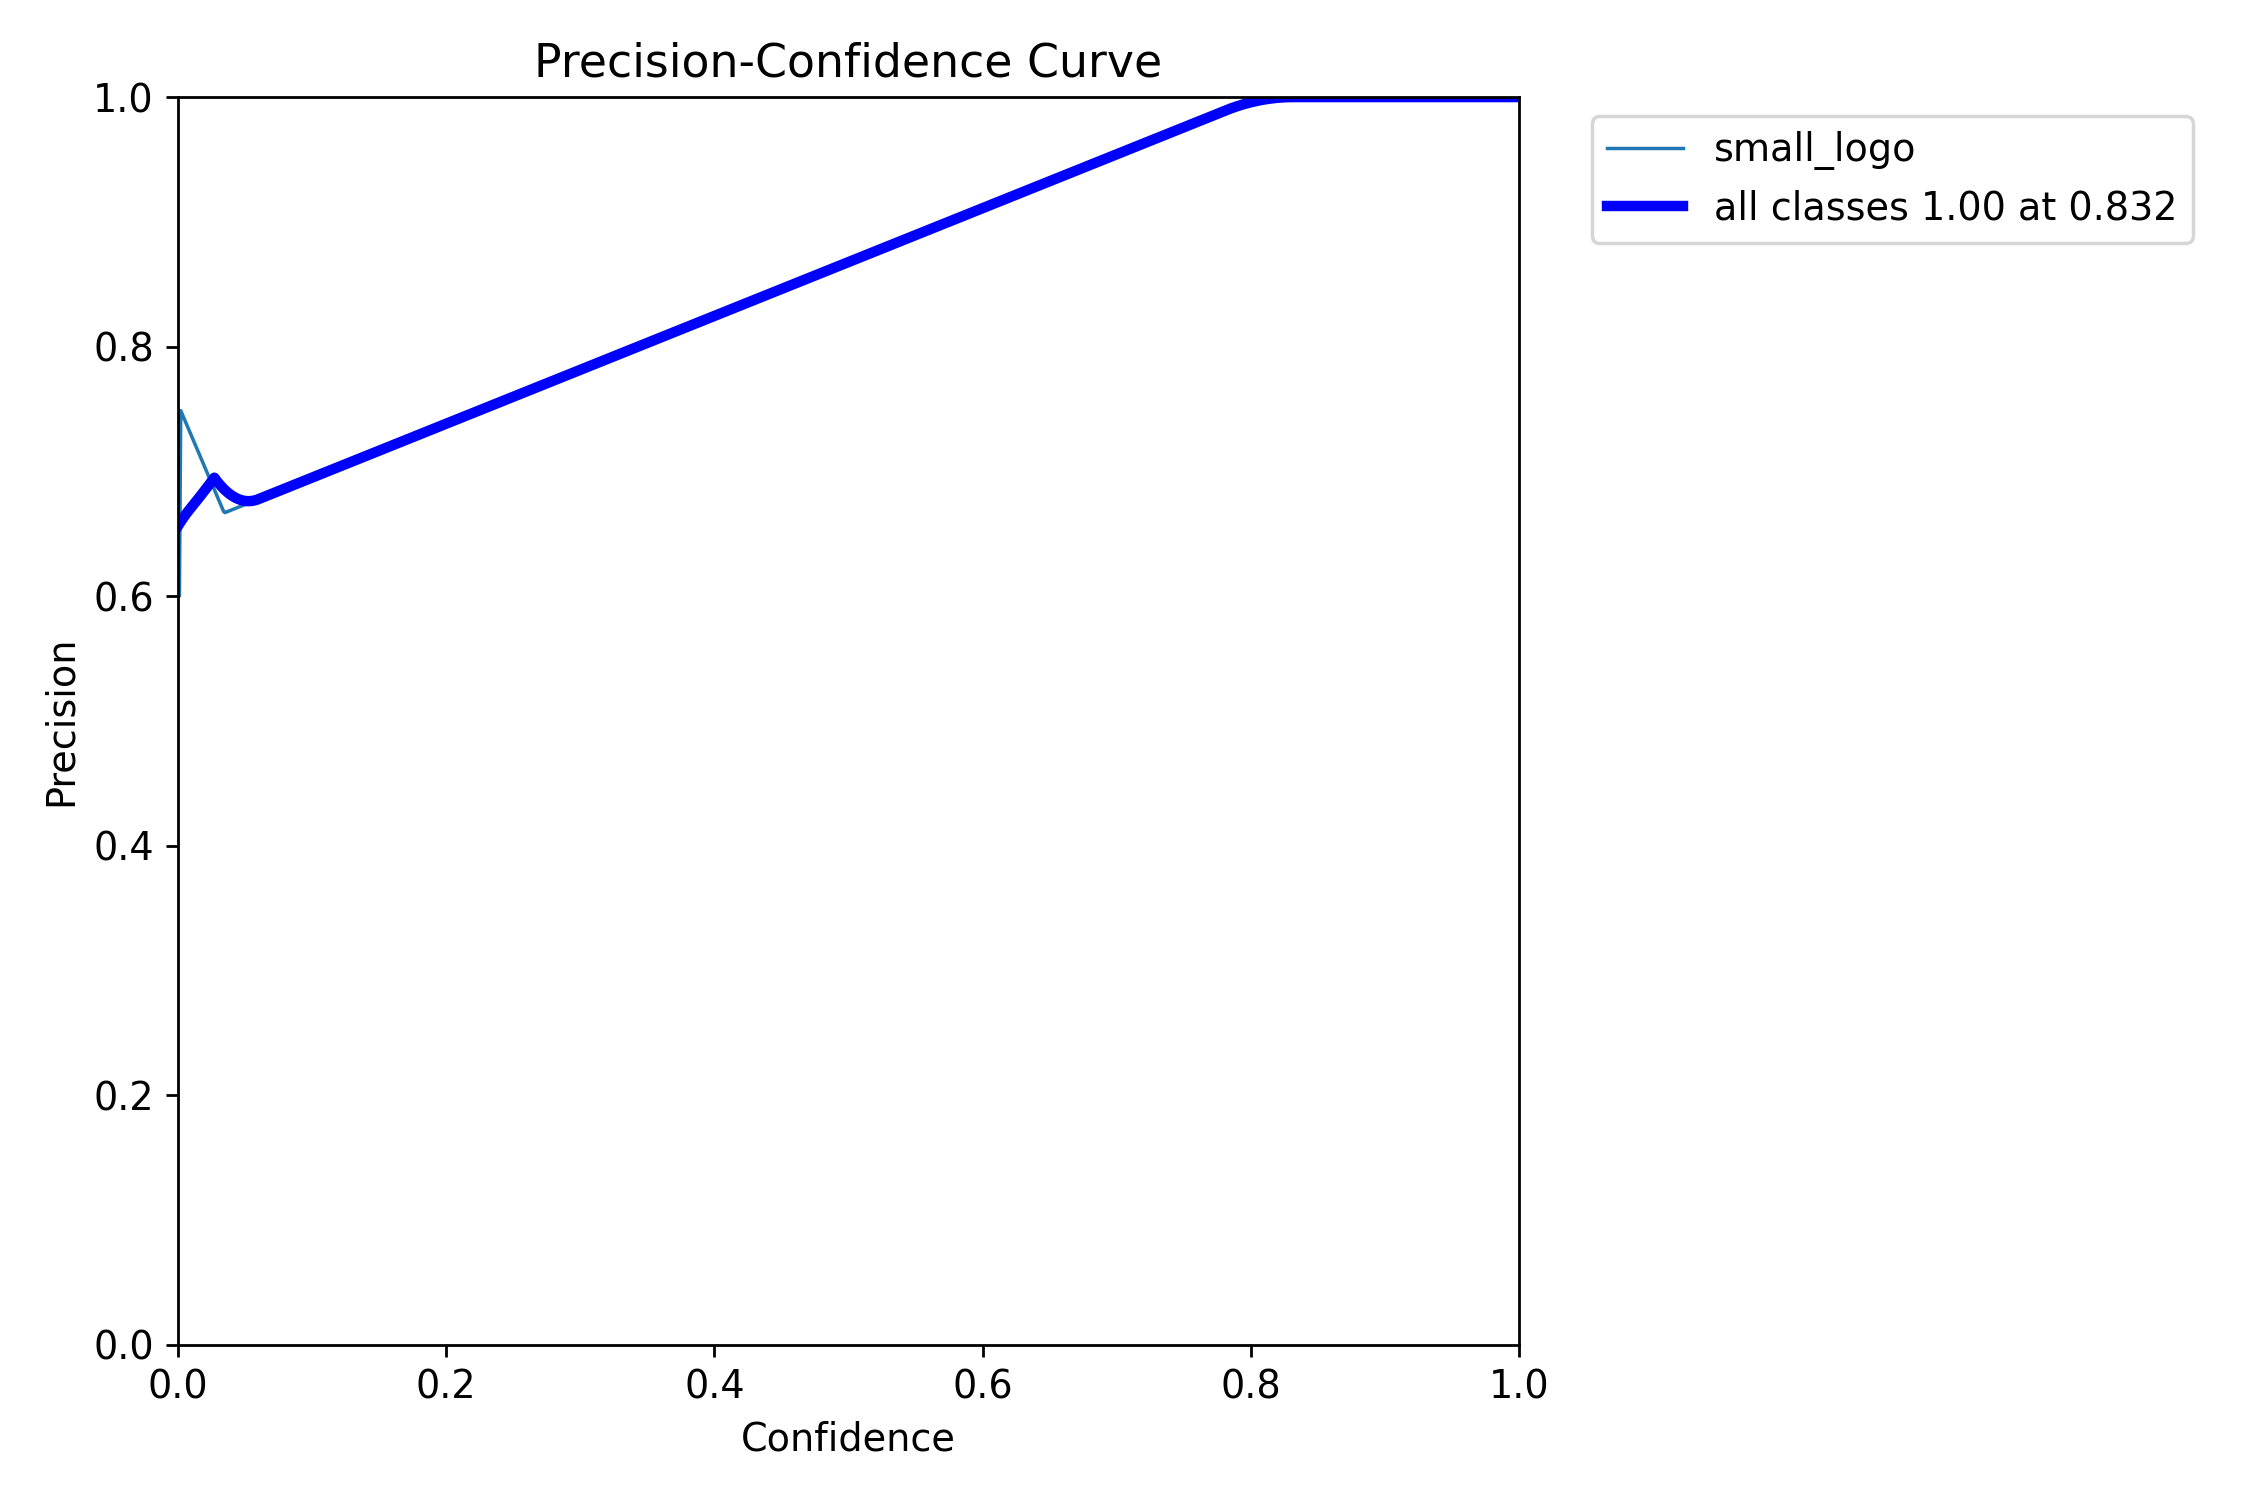 Precision-Confidence Curve
small_logo
all classes 1.00 at 0.832
1.0
0.8
0.6
0.4
0.2
0.0
Precision
0.0 0.2 0.4 0.6 0.8 1.0
Confidence